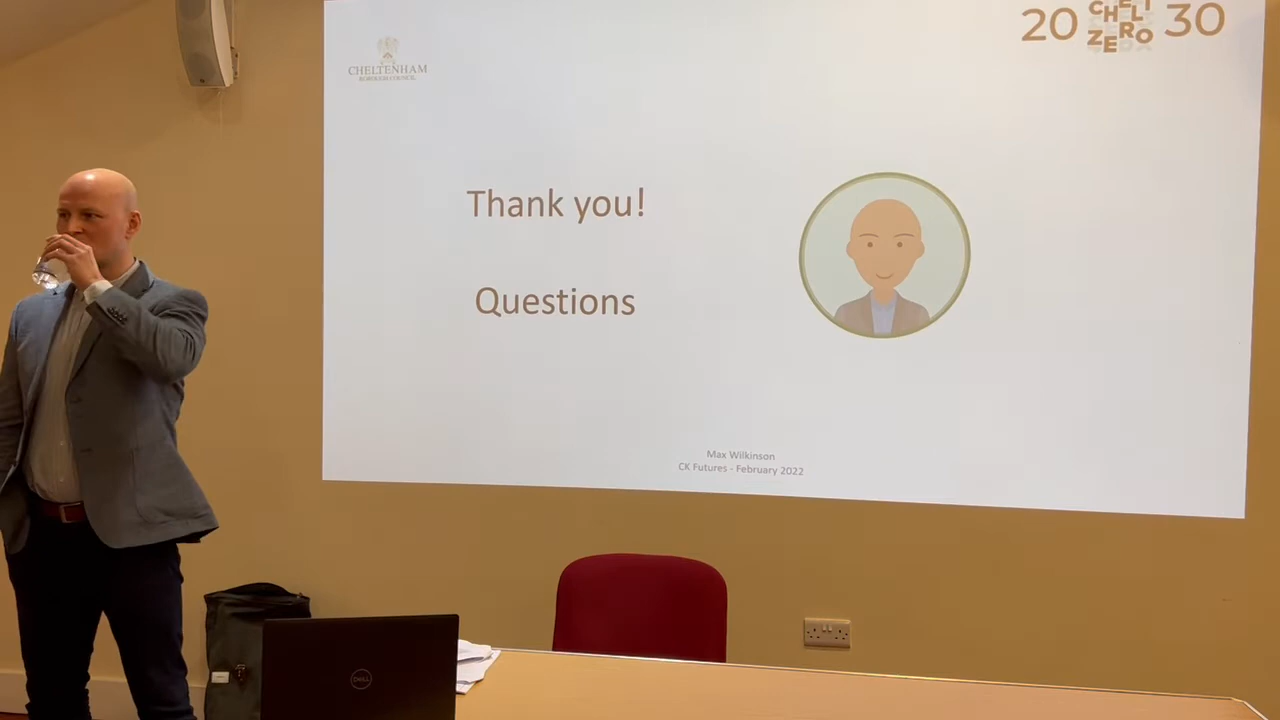 CHELTENHAM
BOROUGH COUNCIL
20 CHELT ZERO 30
Thank you!
Questions
Max Wilkinson
CK Futures - February 2022
DELL